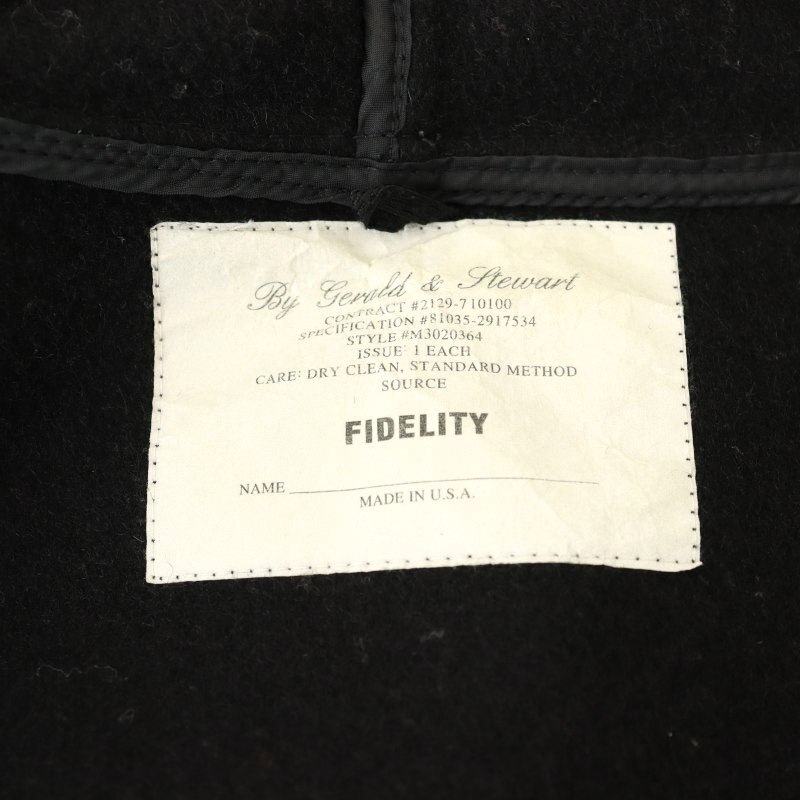 By Gerald & Stewart
CONTRACT #2129-710100
SPECIFICATION #81035-2917534
STYLE #M3020364
ISSUE: 1 EACH
CARE: DRY CLEAN, STANDARD METHOD
SOURCE
FIDELITY
NAME
MADE IN U.S.A.